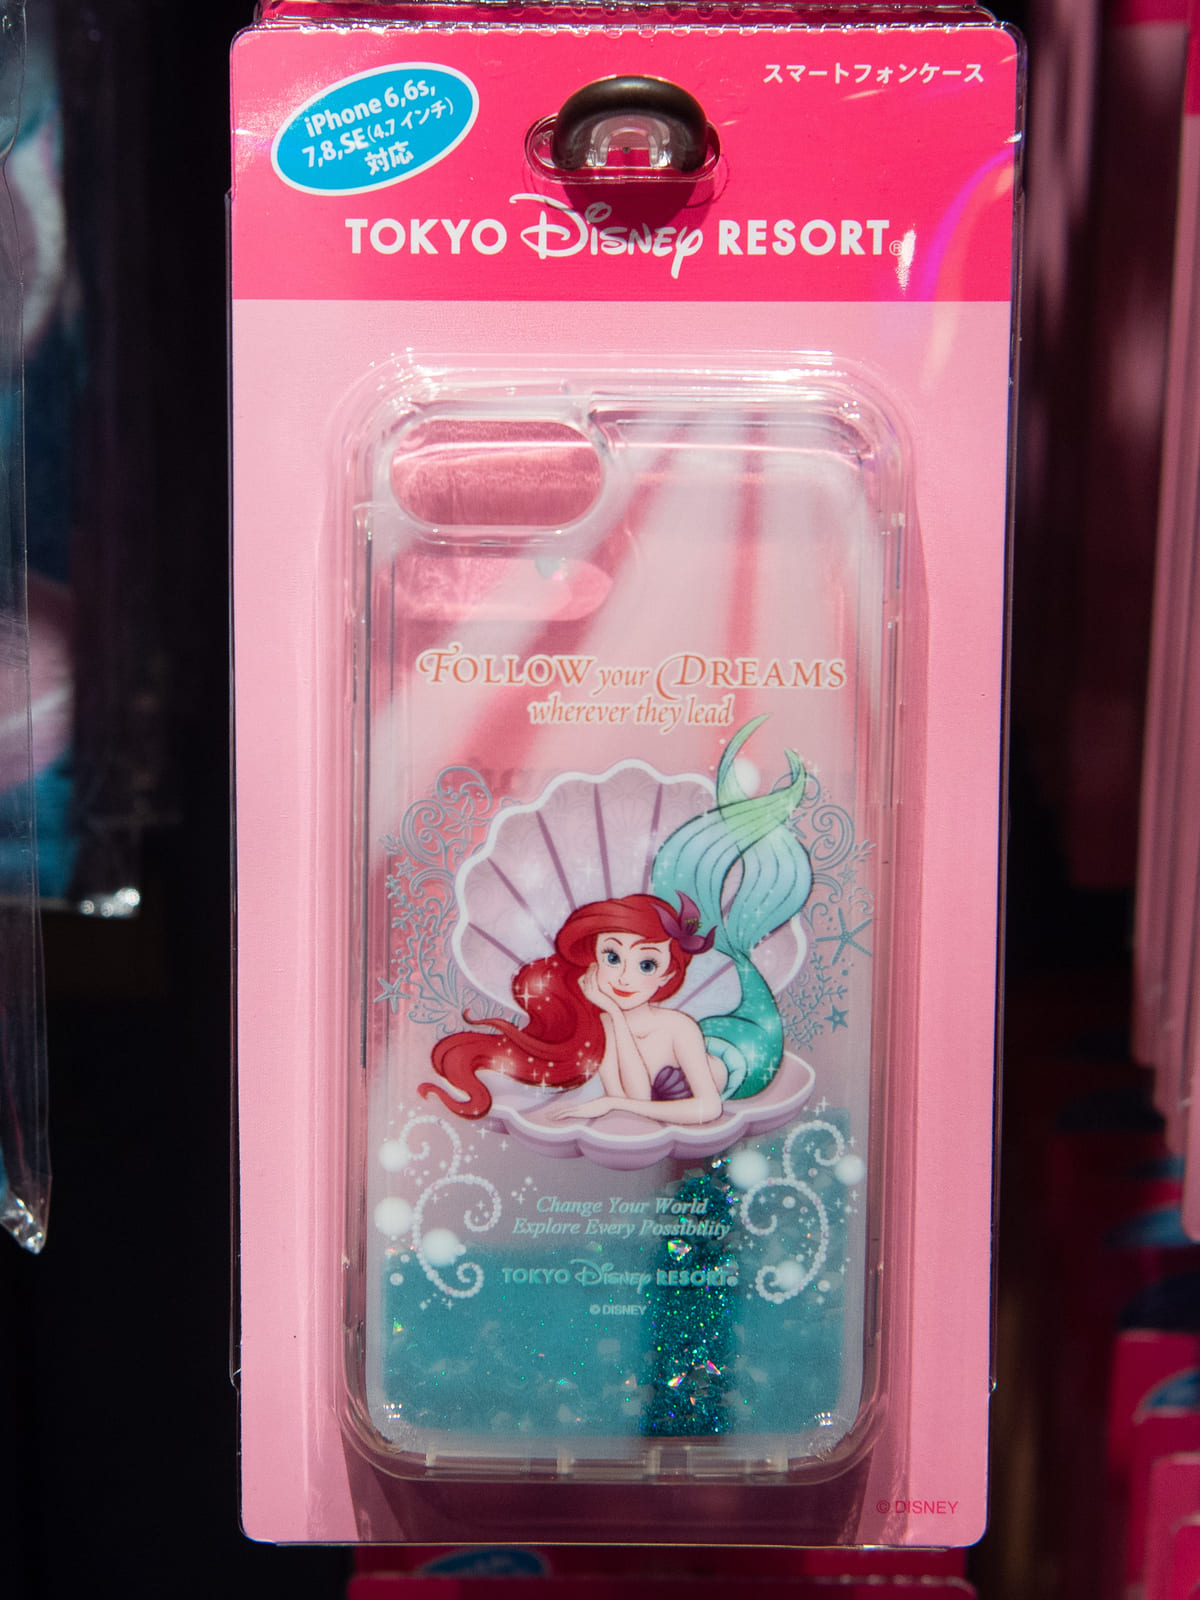 スマートフォンケース
iPhone 6,6s,
7,8,SE(4.7 インチ)
対応
TOKYO Disney RESORT®
FOLLOW your DREAMS
wherever they lead
Change Your World
Explore Every Possibility
TOKYO Disney RESORT®
© DISNEY
© DISNEY